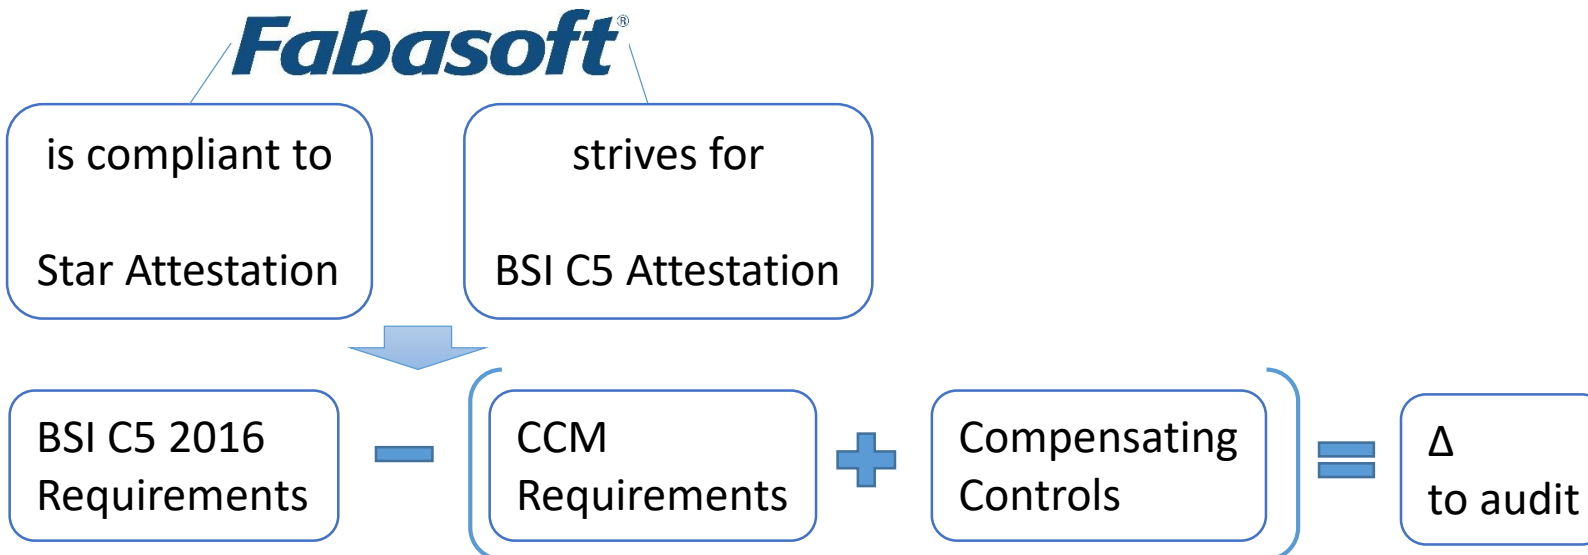 Fabasoft®
is compliant to
Star Attestation
strives for
BSI C5 Attestation
BSI C5 2016
Requirements
CCM
Requirements
Compensating
Controls
Δ
to audit